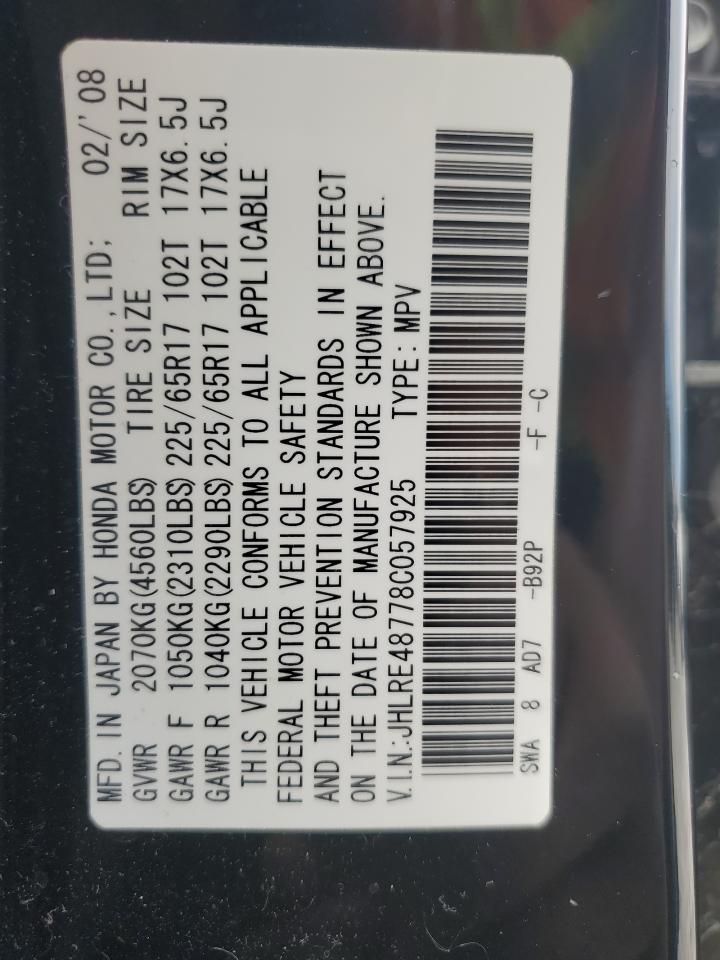 MFD. IN JAPAN BY HONDA MOTOR CO.,LTD; 02/'08
GVWR 2070KG(4560LBS) TIRE SIZE RIM SIZE
GAWR F 1050KG(2310LBS) 225/65R17 102T 17X6.5J
GAWR R 1040KG(2290LBS) 225/65R17 102T 17X6.5J
THIS VEHICLE CONFORMS TO ALL APPLICABLE
FEDERAL MOTOR VEHICLE SAFETY
AND THEFT PREVENTION STANDARDS IN EFFECT
ON THE DATE OF MANUFACTURE SHOWN ABOVE.
V.I.N.:JHLRE48778C057925 TYPE: MPV
SWA 8 AD7 -B92P -F -C